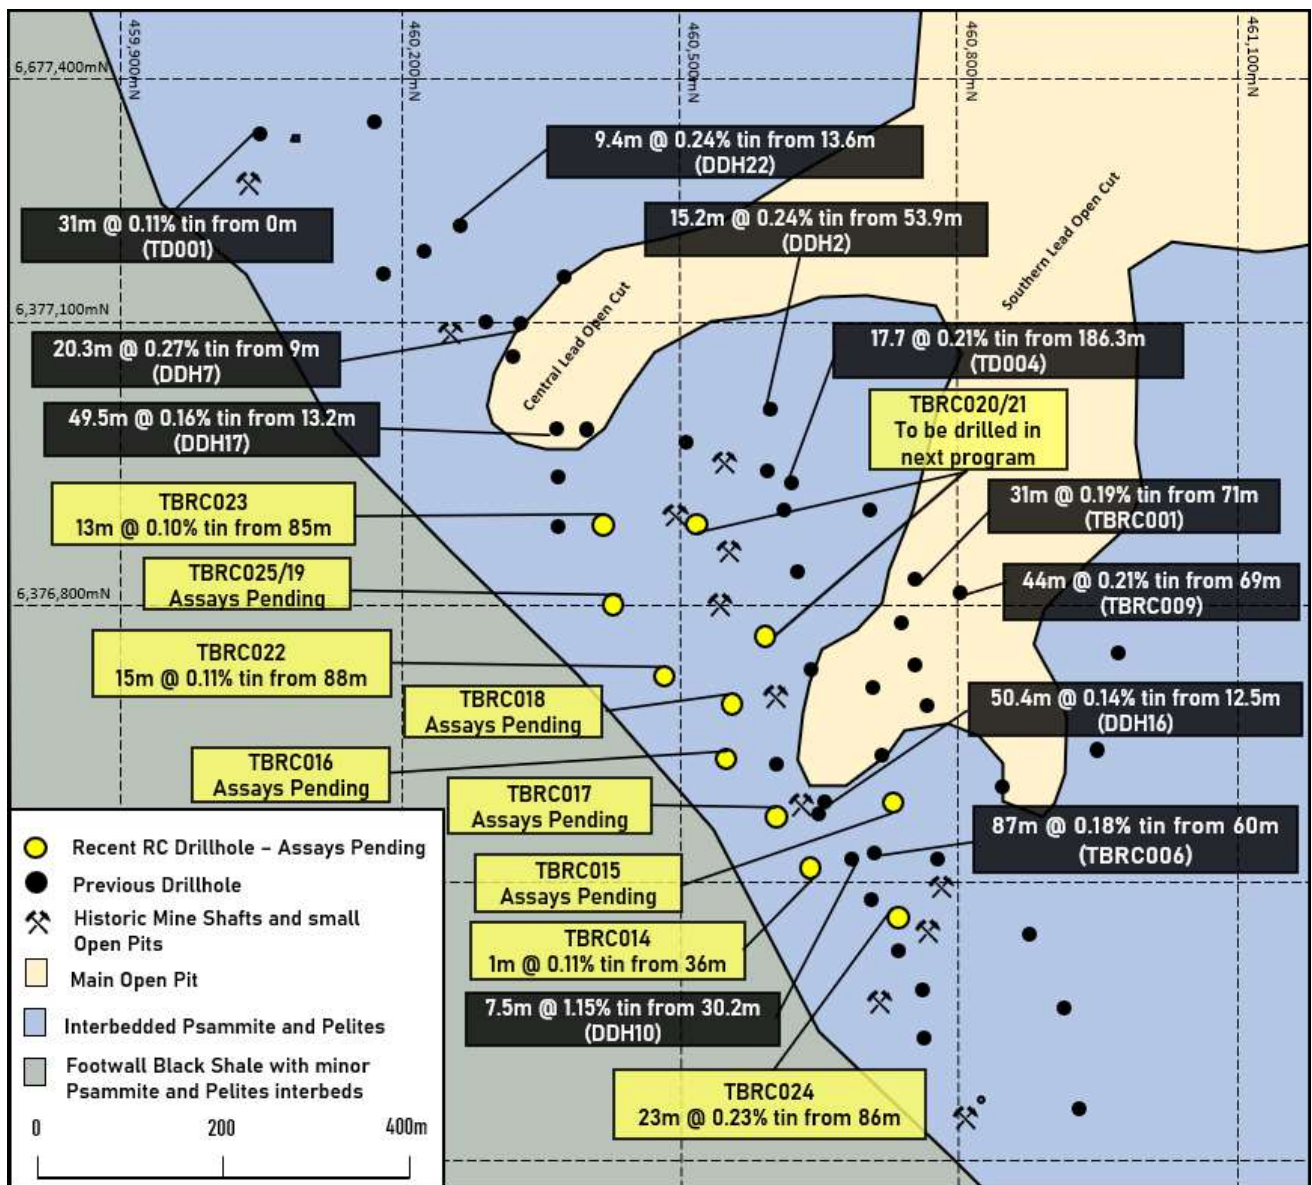 459,900mN
460,200mN
460,500mN
460,800mN
461,100mN
6,677,400mN
9.4m @ 0.24% tin from 13.6m
(DDH22)
31m @ 0.11% tin from 0m
(TD001)
15.2m @ 0.24% tin from 53.9m
(DDH2)
Southern Lead Open Cut
6,377,100mN
20.3m @ 0.27% tin from 9m
(DDH7)
Central Lead Open Cut
17.7 @ 0.21% tin from 186.3m
(TD004)
49.5m @ 0.16% tin from 13.2m
(DDH17)
TBRC020/21
To be drilled in
next program
TBRC023
13m @ 0.10% tin from 85m
31m @ 0.19% tin from 71m
(TBRC001)
TBRC025/19
Assays Pending
6,376,800mN
44m @ 0.21% tin from 69m
(TBRC009)
TBRC022
15m @ 0.11% tin from 88m
TBRC018
Assays Pending
50.4m @ 0.14% tin from 12.5m
(DDH16)
TBRC016
Assays Pending
TBRC017
Assays Pending
87m @ 0.18% tin from 60m
(TBRC006)
TBRC015
Assays Pending
TBRC014
1m @ 0.11% tin from 36m
7.5m @ 1.15% tin from 30.2m
(DDH10)
TBRC024
23m @ 0.23% tin from 86m
Recent RC Drillhole – Assays Pending
Previous Drillhole
Historic Mine Shafts and small
Open Pits
Main Open Pit
Interbedded Psammite and Pelites
Footwall Black Shale with minor
Psammite and Pelites interbeds
0 200 400m